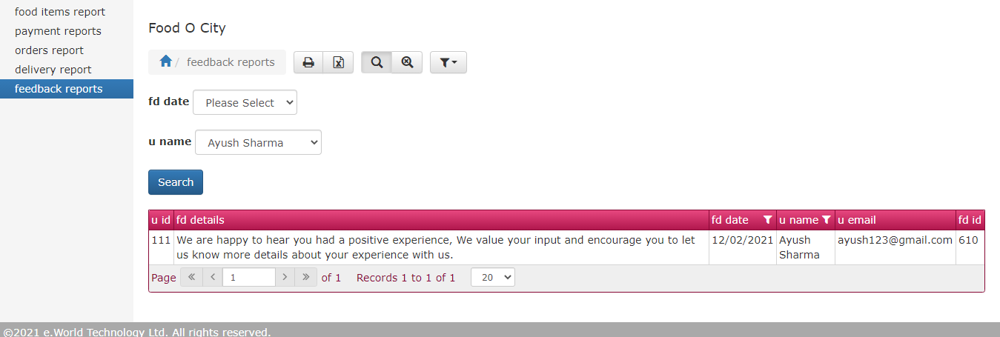 food items report
payment reports
orders report
delivery report
feedback reports
Food O City
/ feedback reports
fd date Please Select
u name Ayush Sharma
Search
u id fd details fd date u name u email fd id
111 We are happy to hear you had a positive experience, We value your input and encourage you to let 12/02/2021 Ayush ayush123@gmail.com 610
us know more details about your experience with us. Sharma
Page 1 of 1 Records 1 to 1 of 1 20
©2021 e.World Technology Ltd. All rights reserved.